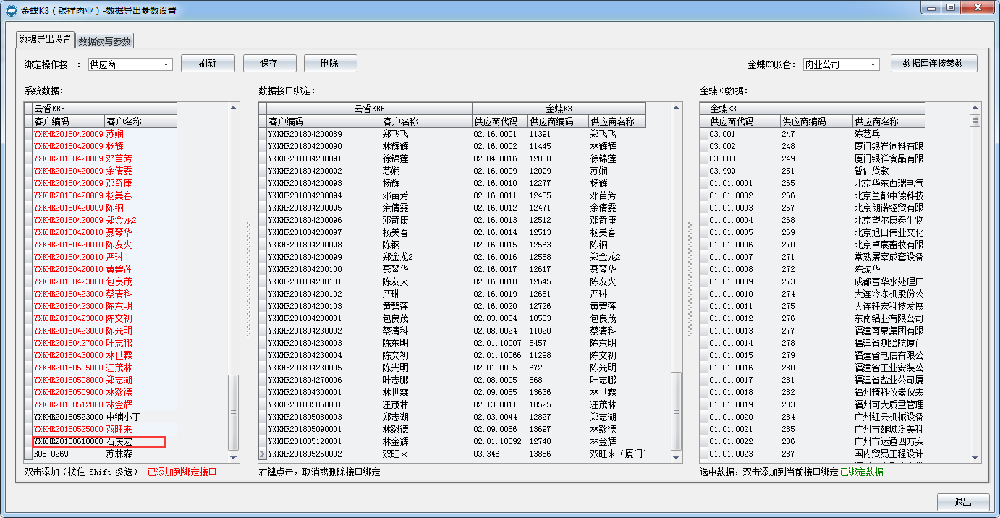 金蝶K3（银祥肉业）-数据导出参数设置
数据导出设置 数据读写参数
绑定操作接口: 供应商 刷新 保存 删除 金蝶K3账套: 肉业公司 数据库连接参数
系统数据: 数据接口绑定: 金蝶K3数据:
云睿ERP 云睿ERP 金蝶K3 金蝶K3
客户编码 客户名称 客户编码 客户名称 供应商代码 供应商编码 供应商名称 供应商代码 供应商编码 供应商名称
YXKHR20180420009 苏娴 YXKHR201804200089 郑飞飞 02.16.0001 11391 郑飞飞 03.001 247 陈艺兵
YXKHR20180420009 杨辉 YXKHR201804200090 林辉辉 02.16.0002 11445 林辉辉 03.002 248 厦门银祥饲料有限
YXKHR20180420009 邓苗芳 YXKHR201804200091 徐锦莲 02.04.0016 12030 徐锦莲 03.003 249 厦门银祥食品有限
YXKHR20180420009 余倩雯 YXKHR201804200092 苏娴 02.16.0009 12099 苏娴 03.999 251 暂估货款
YXKHR20180420009 邓奇康 YXKHR201804200093 杨辉 02.16.0010 12277 杨辉 01.01.0001 265 北京华东西瑞电气
YXKHR20180420009 杨美春 YXKHR201804200094 邓苗芳 02.16.0011 12455 邓苗芳 01.01.0002 266 北京兰都中德科技
YXKHR20180420009 陈钢 YXKHR201804200095 余倩雯 02.16.0012 12471 余倩雯 01.01.0003 267 北京朗诺经贸有限
YXKHR20180420009 郑金龙2 YXKHR201804200096 邓奇康 02.16.0013 12512 邓奇康 01.01.0004 268 北京望尔康泰生物
YXKHR20180420010 聂琴华 YXKHR201804200097 杨美春 02.16.0014 12513 杨美春 01.01.0005 269 北京旭日伟业文化
YXKHR20180420010 陈友火 YXKHR201804200098 陈钢 02.16.0015 12563 陈钢 01.01.0006 270 北京卓宸畜牧有限
YXKHR20180420010 严琳 YXKHR201804200099 郑金龙2 02.16.0016 12588 郑金龙2 01.01.0007 271 常熟屠宰成套设备
YXKHR20180420010 黄碧莲 YXKHR201804200100 聂琴华 02.16.0017 12617 聂琴华 01.01.0008 272 陈琼华
YXKHR20180423000 包良茂 YXKHR201804200101 陈友火 02.16.0018 12645 陈友火 01.01.0009 273 成都富华水处理厂
YXKHR20180423000 蔡清科 YXKHR201804200102 严琳 02.16.0019 12681 严琳 01.01.0010 274 大连冷冻机股份公
YXKHR20180423000 陈东明 YXKHR201804200103 黄碧莲 02.16.0020 12726 黄碧莲 01.01.0011 275 大连轩宏科技发展
YXKHR20180423000 陈文初 YXKHR201804230001 包良茂 02.03.0034 10533 包良茂 01.01.0012 276 东南铝业有限公司
YXKHR20180423000 陈光明 YXKHR201804230002 蔡清科 02.08.0024 11020 蔡清科 01.01.0013 277 福建南泉集团有限
YXKHR20180427000 叶志鹏 YXKHR201804230003 陈东明 02.01.10007 8457 陈东明 01.01.0014 278 福建省测绘院厦门
YXKHR20180430000 林世霖 YXKHR201804230004 陈文初 02.01.10066 11298 陈文初 01.01.0015 279 福建省电信有限公
YXKHR20180505000 汪茂林 YXKHR201804230005 陈光明 02.01.0005 672 陈光明 01.01.0016 280 福建省工业安装公
YXKHR20180508000 郑志湖 YXKHR201804270006 叶志鹏 02.08.0005 568 叶志鹏 01.01.0017 281 福建省盐业公司厦
YXKHR20180509000 林毅德 YXKHR201804300001 林世霖 02.09.0085 13636 林世霖 01.01.0018 282 福州精科仪器仪表
YXKHR20180512000 林金辉 YXKHR201805050001 汪茂林 02.13.0011 10525 汪茂林 01.01.0019 283 福州可大质量管理
YXKHR20180523000 中铺小丁 YXKHR201805080003 郑志湖 02.03.0044 12827 郑志湖 01.01.0020 284 广州红云机械设备
YXKHR20180525000 双旺来 YXKHR201805090001 林毅德 02.09.0086 13697 林毅德 01.01.0021 285 广州市雄城泛美科
YXKHR20180610000 石庆宏 YXKHR201805120001 林金辉 02.01.10092 12740 林金辉 01.01.0022 286 广州市运通四方实
R08.0269 苏林森 YXKHR201805250002 双旺来 03.346 13886 双旺来（厦门 01.01.0023 287 国内贸易工程设计
双击添加（按住 Shift 多选） 已添加到绑定接口 右键点击，取消或删除接口绑定 选中数据，双击添加到当前接口绑定 已绑定数据
退出